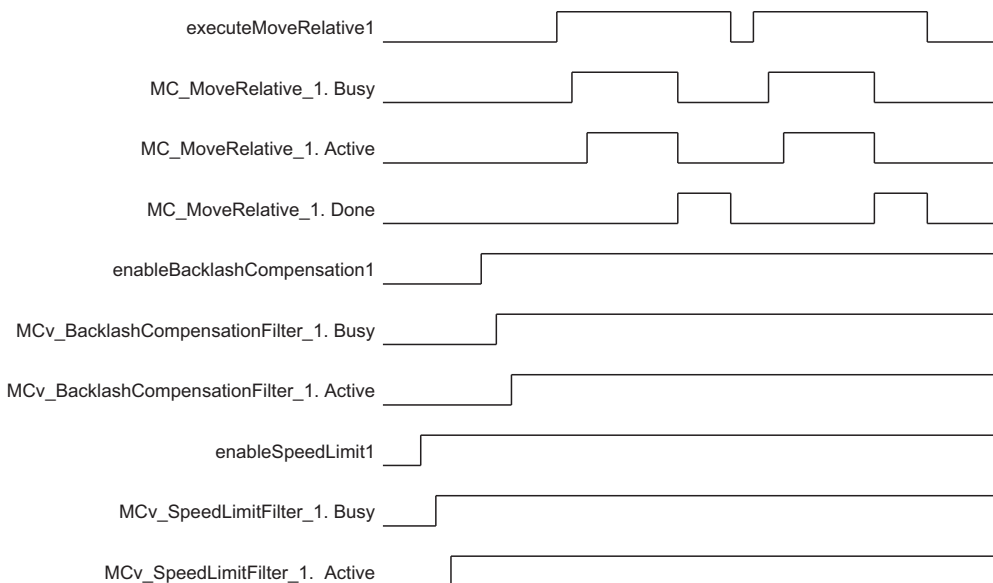 executeMoveRelative1
MC_MoveRelative_1. Busy
MC_MoveRelative_1. Active
MC_MoveRelative_1. Done
enableBacklashCompensation1
MCv_BacklashCompensationFilter_1. Busy
MCv_BacklashCompensationFilter_1. Active
enableSpeedLimit1
MCv_SpeedLimitFilter_1. Busy
MCv_SpeedLimitFilter_1. Active